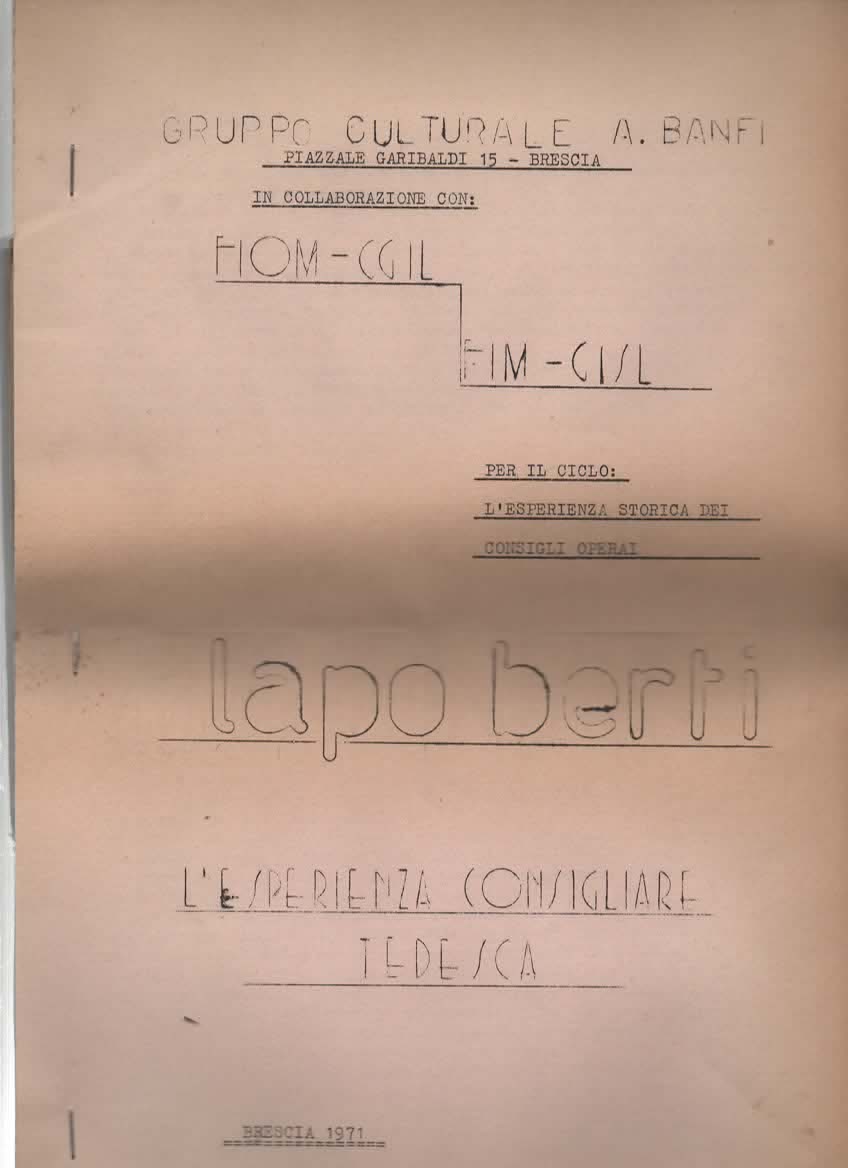 GRUPPO CULTURALE A. BANFI
PIAZZALE GARIBALDI 15 - BRESCIA
IN COLLABORAZIONE CON:
FIOM - CGIL
FIM - CISL
PER IL CICLO:
L'ESPERIENZA STORICA DEI
CONSIGLI OPERAI
lapo berti
L'ESPERIENZA CONSIGLIARE
TEDESCA
BRESCIA 1971